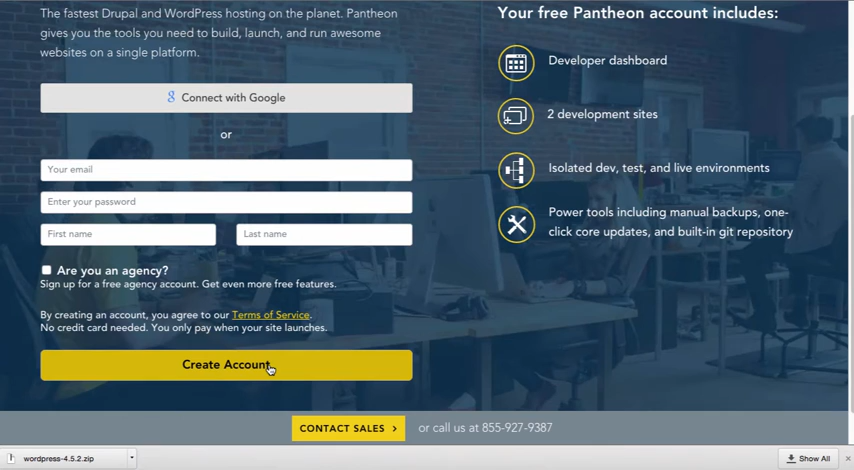 The fastest Drupal and WordPress hosting on the planet. Pantheon
gives you the tools you need to build, launch, and run awesome
websites on a single platform.
Connect with Google
or
Your email
Enter your password
First name
Last name
Are you an agency?
Sign up for a free agency account. Get even more free features.
By creating an account, you agree to our Terms of Service.
No credit card needed. You only pay when your site launches.
Create Account
Your free Pantheon account includes:
Developer dashboard
2 development sites
Isolated dev, test, and live environments
Power tools including manual backups, one-
click core updates, and built-in git repository
CONTACT SALES >
or call us at 855-927-9387
wordpress-4.5.2.zip
Show All